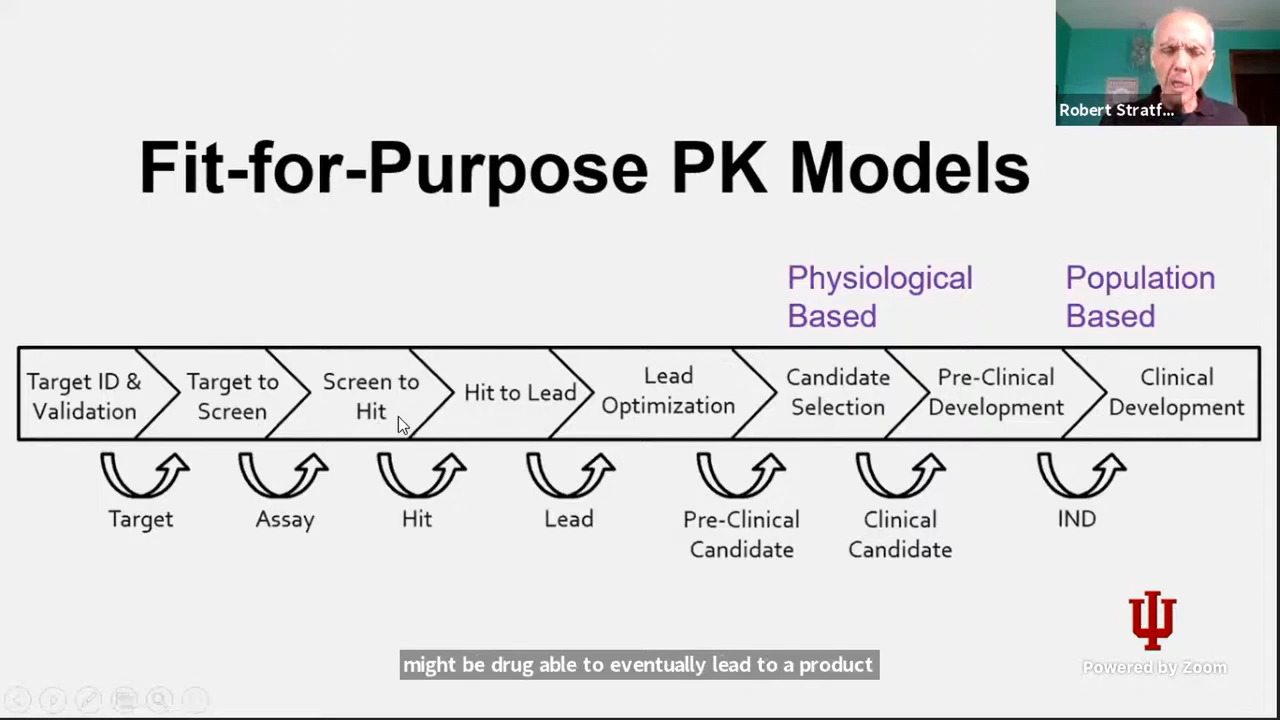 Robert Stratf...
Fit-for-Purpose PK Models
Physiological
Based
Population
Based
Target ID &
Validation
Target to
Screen
Screen to
Hit
Hit to Lead
Lead
Optimization
Candidate
Selection
Pre-Clinical
Development
Clinical
Development
Target
Assay
Hit
Lead
Pre-Clinical
Candidate
Clinical
Candidate
IND
might be drug able to eventually lead to a product
Powered by Zoom